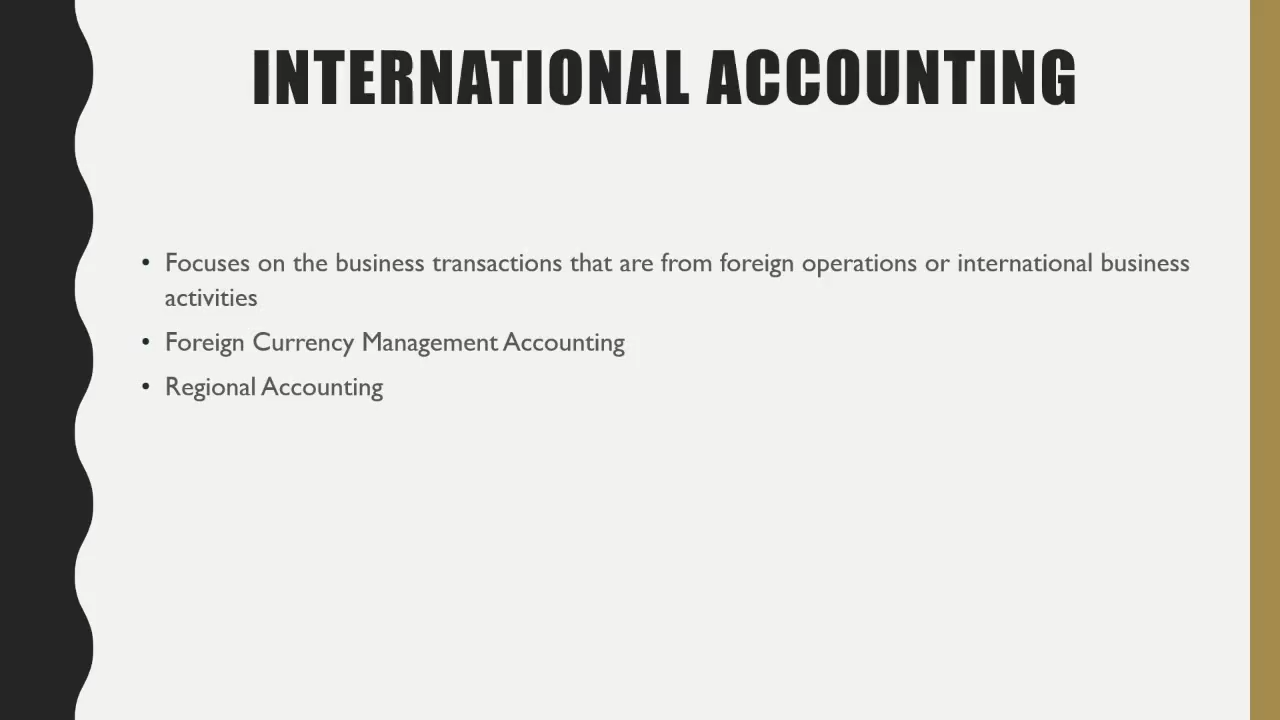 INTERNATIONAL ACCOUNTING
• Focuses on the business transactions that are from foreign operations or international business
activities
• Foreign Currency Management Accounting
• Regional Accounting